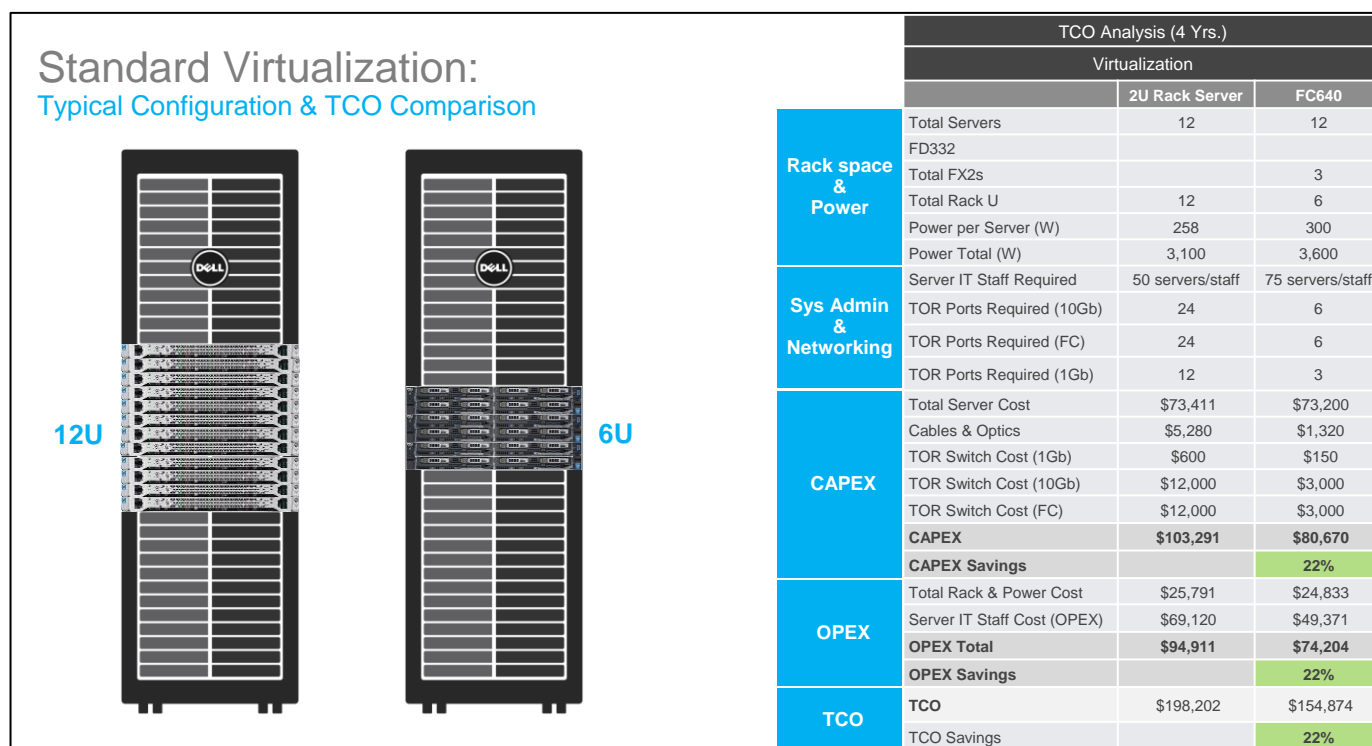 Standard Virtualization:
Typical Configuration & TCO Comparison
DELL
DELL
12U
6U
TCO Analysis (4 Yrs.)
Virtualization
2U Rack Server FC640
Rack space
&
Power
Total Servers 12 12
FD332
Total FX2s 3
Total Rack U 12 6
Power per Server (W) 258 300
Power Total (W) 3,100 3,600
Sys Admin
&
Networking
Server IT Staff Required 50 servers/staff 75 servers/staff
TOR Ports Required (10Gb) 24 6
TOR Ports Required (FC) 24 6
TOR Ports Required (1Gb) 12 3
CAPEX
Total Server Cost $73,411 $73,200
Cables & Optics $5,280 $1,320
TOR Switch Cost (1Gb) $600 $150
TOR Switch Cost (10Gb) $12,000 $3,000
TOR Switch Cost (FC) $12,000 $3,000
CAPEX $103,291 $80,670
CAPEX Savings 22%
OPEX
Total Rack & Power Cost $25,791 $24,833
Server IT Staff Cost (OPEX) $69,120 $49,371
OPEX Total $94,911 $74,204
OPEX Savings 22%
TCO
TCO $198,202 $154,874
TCO Savings 22%